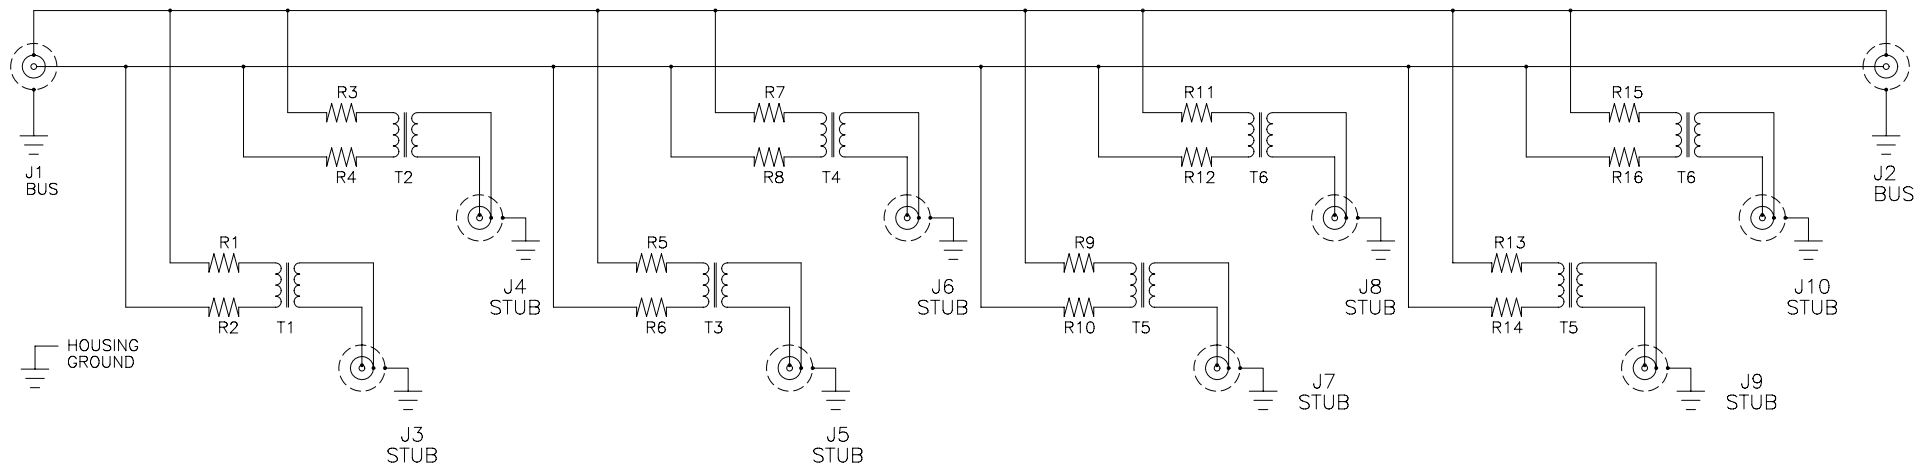 R3
R7
R11
R15
J1
BUS
R4
T2
R8
T4
R12
T6
R16
T6
J2
BUS
R1
R5
R9
R13
J4
STUB
J6
STUB
J8
STUB
J10
STUB
R2
T1
R6
T3
R10
T5
R14
T5
HOUSING
GROUND
J7
STUB
J9
STUB
J3
STUB
J5
STUB